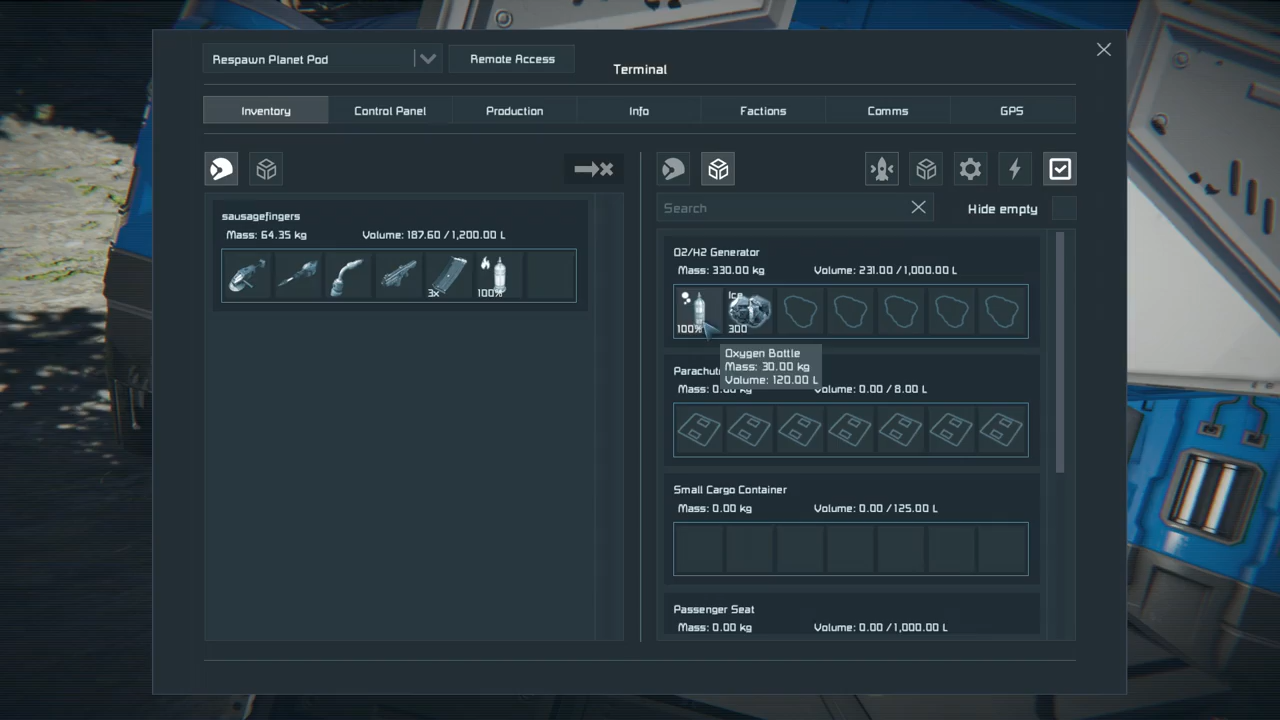 Respawn Planet Pod
Remote Access
Terminal
Inventory
Control Panel
Production
Info
Factions
Comms
GPS
sausagefingers
Mass: 64.35 kg
Volume: 187.60 / 1,200.00 L
3x
100%
Search
Hide empty
O2/H2 Generator
Mass: 330.00 kg
Volume: 231.00 / 1,000.00 L
100%
Ice
300
Oxygen Bottle
Mass: 30.00 kg
Volume: 120.00 L
Mass: 0.00 kg
Volume: 0.00 / 8.00 L
Small Cargo Container
Mass: 0.00 kg
Volume: 0.00 / 125.00 L
Passenger Seat
Mass: 0.00 kg
Volume: 0.00 / 1,000.00 L